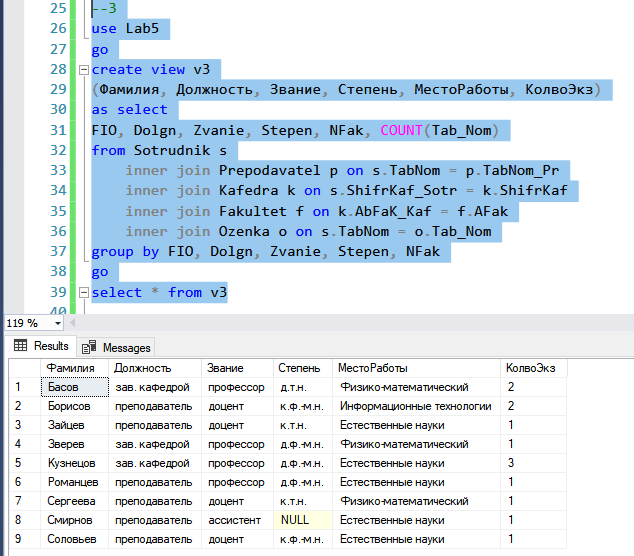 25 --3
26 use Lab5
27 go
28 create view v3
29 (Фамилия, Должность, Звание, Степень, МестоРаботы, КолвоЭкз)
30 as select
31 FIO, Dolgn, Zvanie, Stepen, NFak, COUNT(Tab_Nom)
32 from Sotrudnik s
33 inner join Prepodavatel p on s.TabNom = p.TabNom_Pr
34 inner join Kafedra k on s.ShifrKaf_Sotr = k.ShifrKaf
35 inner join Fakultet f on k.AbFaK_Kaf = f.AFak
36 inner join Ozenka o on s.TabNom = o.Tab_Nom
37 group by FIO, Dolgn, Zvanie, Stepen, NFak
38 go
39 select * from v3
40
119 %
Results Messages
Фамилия Должность Звание Степень МестоРаботы КолвоЭкз
1 Басов зав. кафедрой профессор д.т.н. Физико-математический 2
2 Борисов преподаватель доцент к.ф.-м.н. Информационные технологии 2
3 Зайцев преподаватель доцент к.т.н. Естественные науки 1
4 Зверев зав. кафедрой профессор д.ф.-м.н. Физико-математический 1
5 Кузнецов зав. кафедрой профессор д.ф.-м.н. Естественные науки 3
6 Романцев преподаватель профессор д.ф.-м.н. Естественные науки 1
7 Сергеева преподаватель доцент к.т.н. Физико-математический 1
8 Смирнов преподаватель ассистент NULL Естественные науки 1
9 Соловьев преподаватель доцент к.ф.-м.н. Естественные науки 1